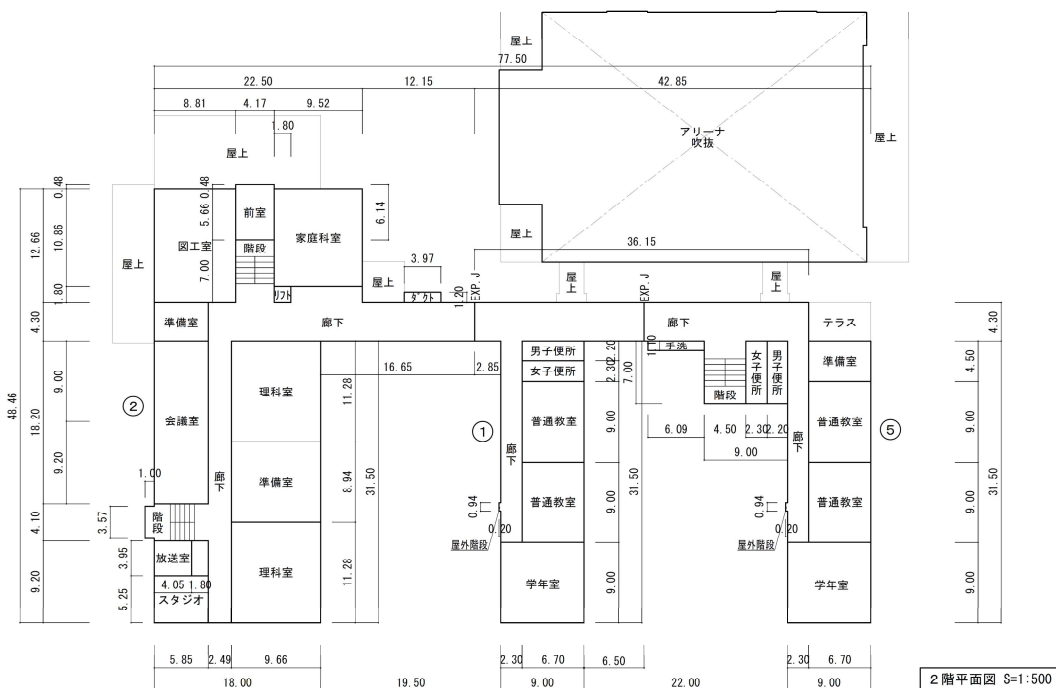 屋上
77.50
22.50 12.15 42.85
8.81 4.17 9.52
1.80
屋上
アリーナ
吹抜
屋上
0.48
0.48
12.66
10.86
5.66
前室
6.14
図工室
階段
家庭科室
屋上
7.00
屋上
36.15
3.97
屋上
EXP.J
EXP.J
屋上
屋上
1.80
リフト
ダクト
1.20
4.30
準備室
廊下
廊下
テラス
4.30
48.46
18.20
9.00
②
会議室
理科室
16.65 2.85
11.28
男子便所
女子便所
2.30 2.20
1.10
手洗
7.00
階段
女子便所
男子便所
準備室
4.50
普通教室
①
廊下
9.00
6.09 4.50 2.30 2.20
9.00
廊下
普通教室
⑤
9.00
9.20
廊下
準備室
8.94
31.50
普通教室
9.00
31.50
普通教室
9.00
31.50
1.00
3.57
4.10
階段
0.94
0.20
屋外階段
0.94
0.20
屋外階段
9.20
3.95
放送室
4.05 1.80
スタジオ
5.25
理科室
11.28
学年室
9.00
学年室
9.00
5.85 2.49 9.66 2.30 6.70 6.50 2.30 6.70
18.00 19.50 9.00 22.00 9.00
2階平面図 S=1:500